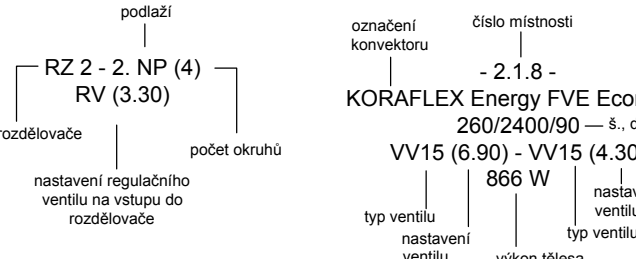 podlaží
RZ 2 - 2. NP (4)
RV (3.30)
rozdělovače
počet okruhů
nastavení regulačního
ventilu na vstupu do
rozdělovače
označení
konvektoru
číslo místnosti
- 2.1.8 -
KORAFLEX Energy FVE
260/2400/90 — š.,
VV15 (6.90) - VV15 (4.30
866 W
typ ventilu
nastavení
ventilu
výkon tělesa
typ ventilu